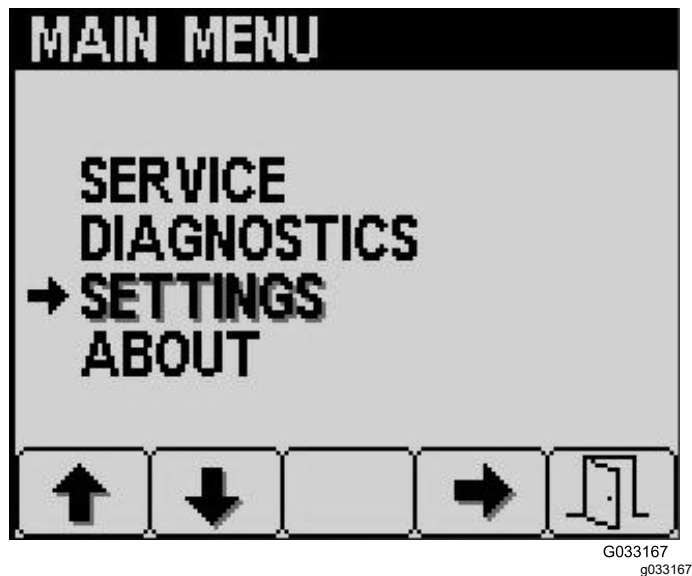 MAIN MENU
SERVICE
DIAGNOSTICS
SETTINGS
ABOUT
G033167
g033167